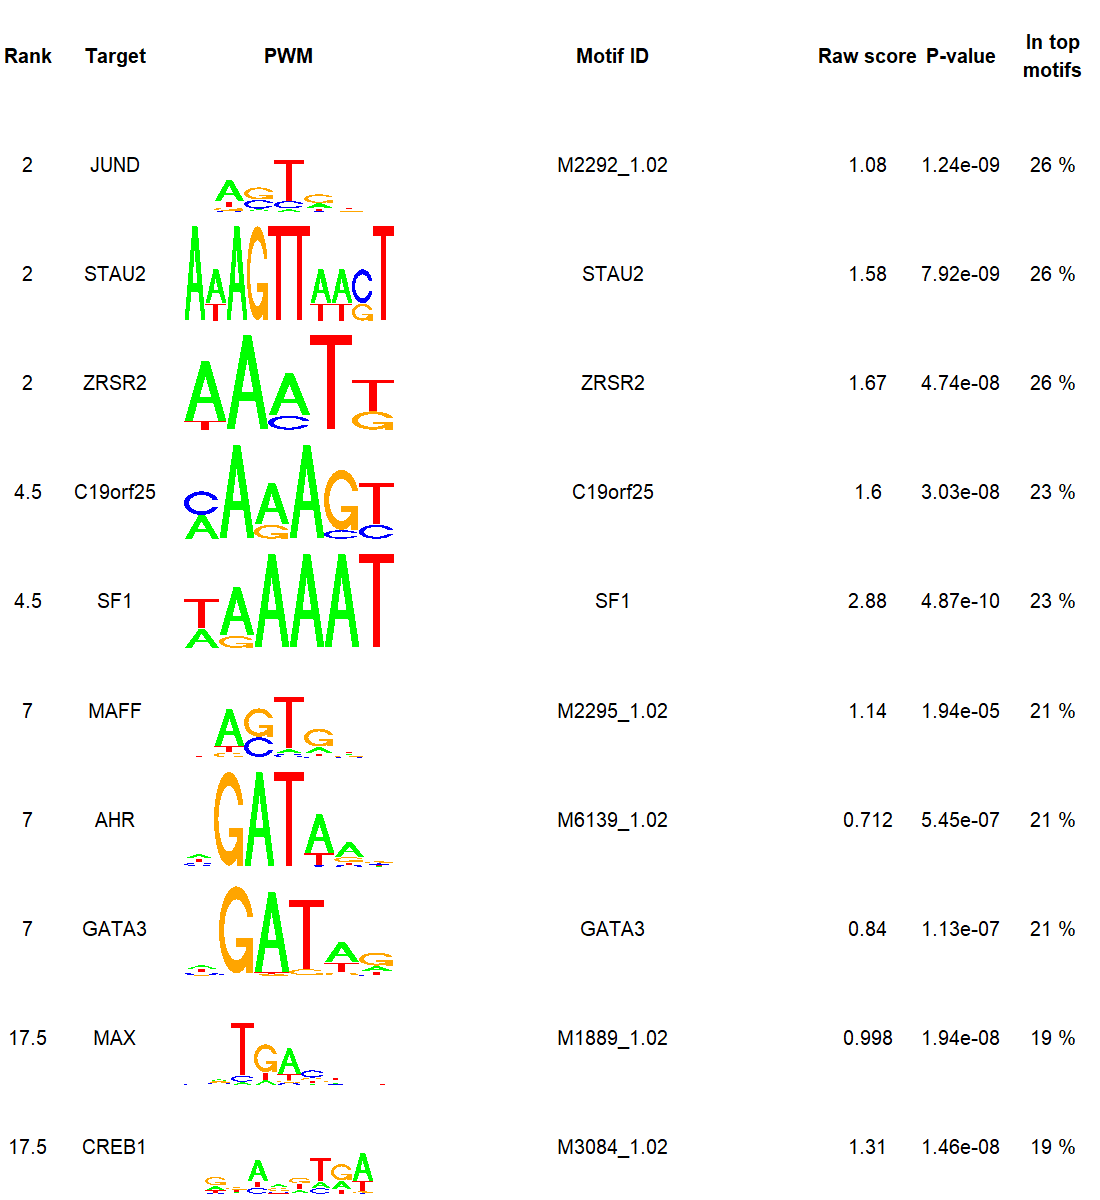 Rank Target PWM Motif ID Raw score P-value In top motifs
2 JUND M2292_1.02 1.08 1.24e-09 26 %
2 STAU2 STAU2 1.58 7.92e-09 26 %
2 ZRSR2 ZRSR2 1.67 4.74e-08 26 %
4.5 C19orf25 C19orf25 1.6 3.03e-08 23 %
4.5 SF1 SF1 2.88 4.87e-10 23 %
7 MAFF M2295_1.02 1.14 1.94e-05 21 %
7 AHR M6139_1.02 0.712 5.45e-07 21 %
7 GATA3 GATA3 0.84 1.13e-07 21 %
17.5 MAX M1889_1.02 0.998 1.94e-08 19 %
17.5 CREB1 M3084_1.02 1.31 1.46e-08 19 %